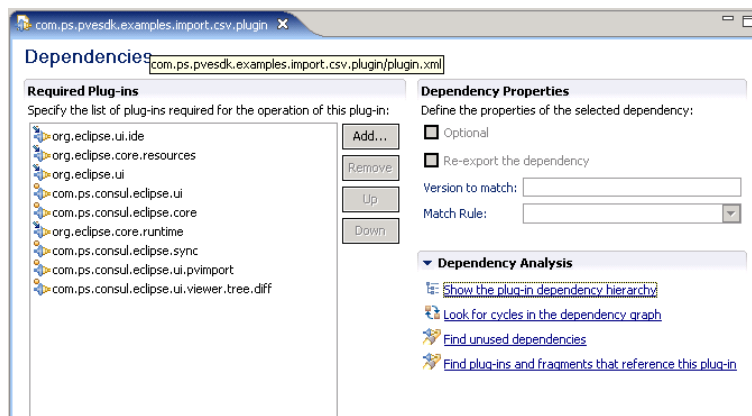 com.ps.pvesdk.examples.import.csv.plugin
Dependencies
com.ps.pvesdk.examples.import.csv.plugin/plugin.xml
Required Plug-ins
Specify the list of plug-ins required for the operation of this plug-in:
org.eclipse.ui.ide
org.eclipse.core.resources
org.eclipse.ui
com.ps.consul.eclipse.ui
com.ps.consul.eclipse.core
org.eclipse.core.runtime
com.ps.consul.eclipse.sync
com.ps.consul.eclipse.ui.pvimport
com.ps.consul.eclipse.ui.viewer.tree.diff
Add...
Remove
Up
Down
Dependency Properties
Define the properties of the selected dependency:
Optional
Re-export the dependency
Version to match:
Match Rule:
Dependency Analysis
Show the plug-in dependency hierarchy
Look for cycles in the dependency graph
Find unused dependencies
Find plug-ins and fragments that reference this plug-in